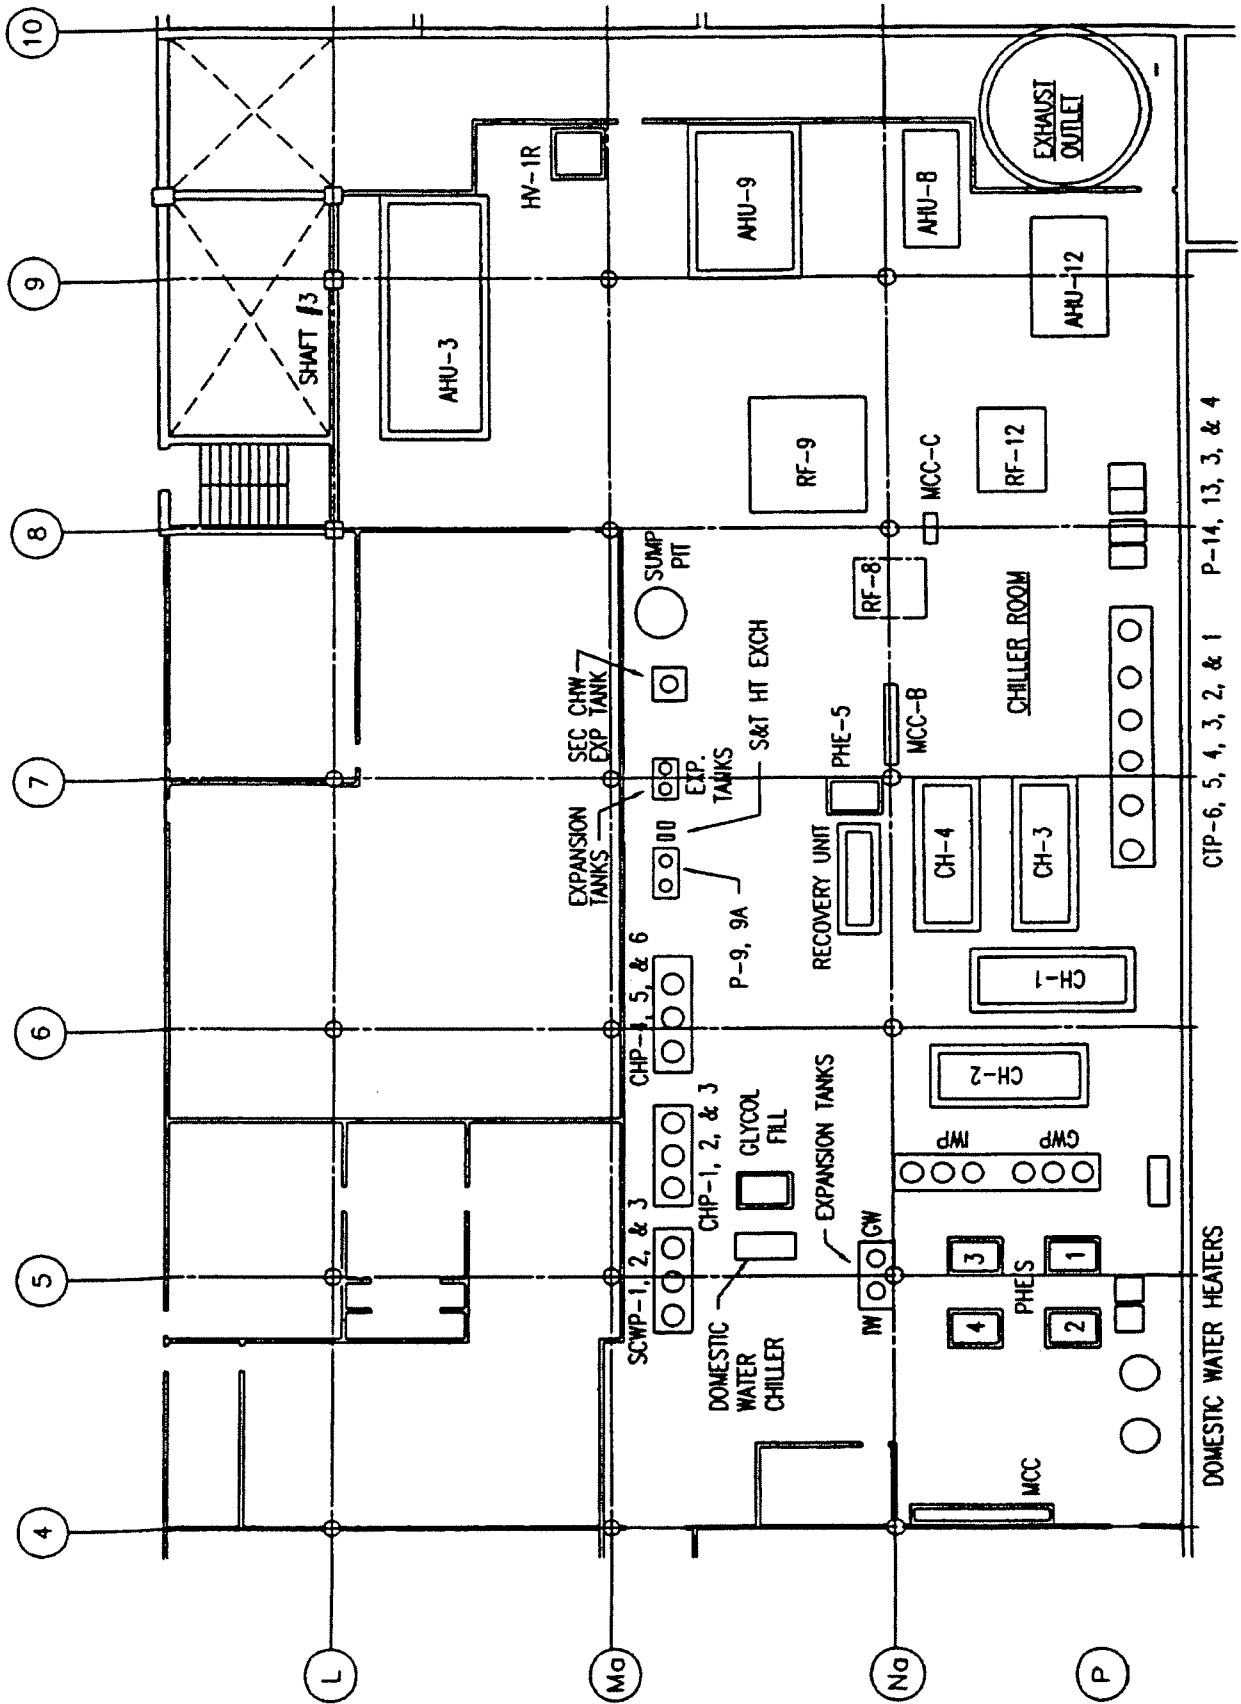 10
9
8
7
6
5
4
L
Ma
Na
P
SHAFT #3
HV-1R
AHU-3
AHU-9
AHU-8
EXHAUST
OUTLET
AHU-12
RF-9
MCC-C
RF-12
SUMP
PIT
RF-8
SEC CHW
EXP TANK
S&T HT EXCH
EXPANSION
TANKS
EXP.
TANKS
PHE-5
MCC-B
CHILLER ROOM
P-14, 13, 3, & 4
CTP-6, 5, 4, 3, 2, & 1
RECOVERY UNIT
CH-4
CH-3
P-9, 9A
CHP-4, 5, & 6
CH-1
CH-2
CHP-1, 2, & 3
GLYCOL
FILL
EXPANSION TANKS
IWP
GWP
SCWP-1, 2, & 3
IW
GW
DOMESTIC
WATER
CHILLER
3
1
PHE'S
4
2
MCC
DOMESTIC WATER HEATERS